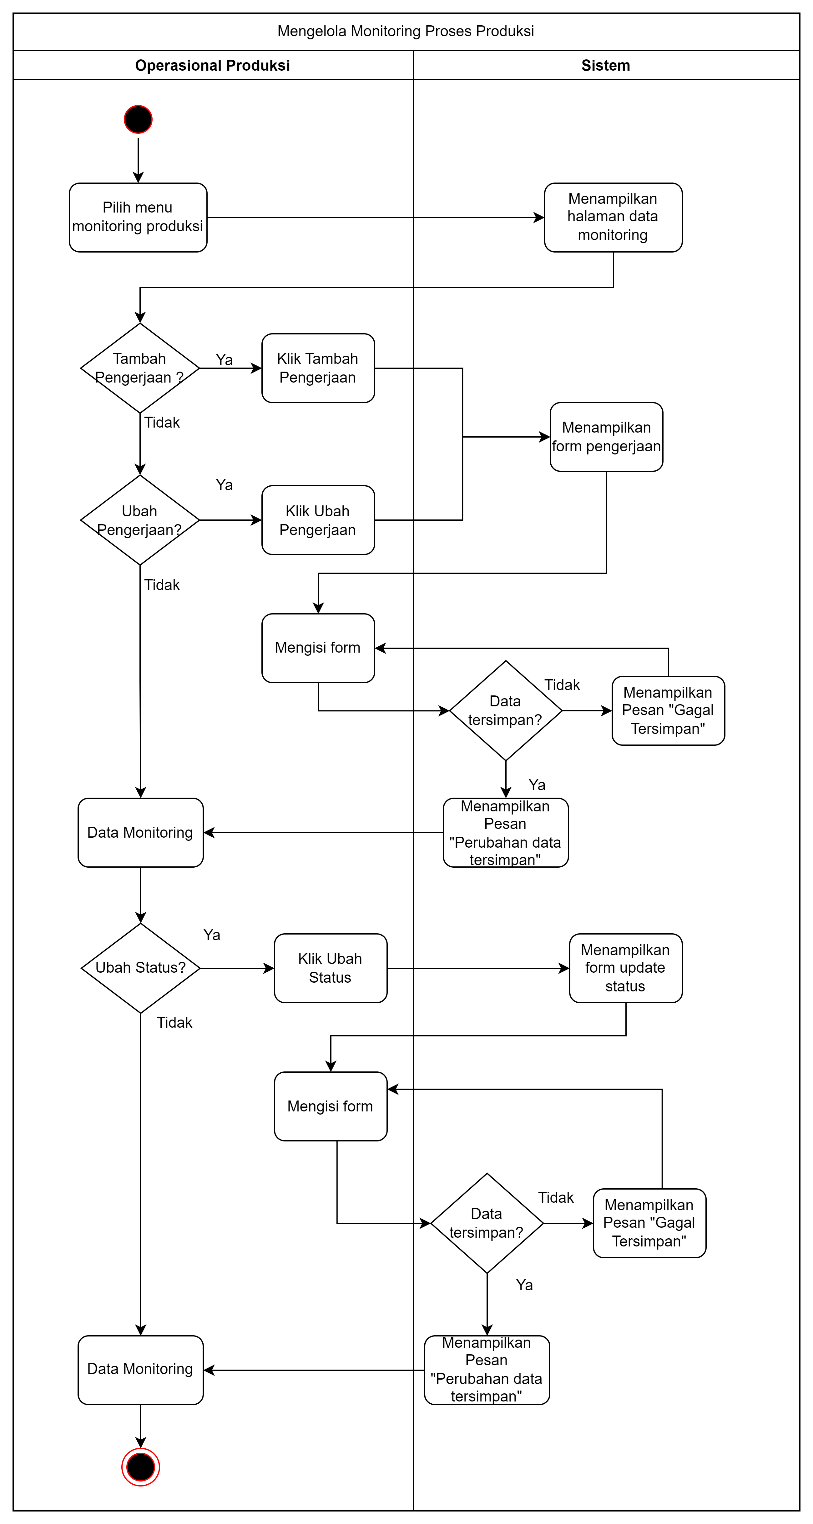 Mengelola Monitoring Proses Produksi
Operasional Produksi
Sistem
Pilih menu
monitoring produksi
Menampilkan
halaman data
monitoring
Tambah
Pengerjaan ?
Ya
Klik Tambah
Pengerjaan
Tidak
Menampilkan
form pengerjaan
Ubah
Pengerjaan?
Ya
Klik Ubah
Pengerjaan
Tidak
Mengisi form
Data
tersimpan?
Tidak
Menampilkan
Pesan "Gagal
Tersimpan"
Ya
Data Monitoring
Menampilkan
Pesan
"Perubahan data
tersimpan"
Ubah Status?
Ya
Klik Ubah
Status
Menampilkan
form update
status
Tidak
Mengisi form
Data
tersimpan?
Tidak
Menampilkan
Pesan "Gagal
Tersimpan"
Ya
Data Monitoring
Menampilkan
Pesan
"Perubahan data
tersimpan"